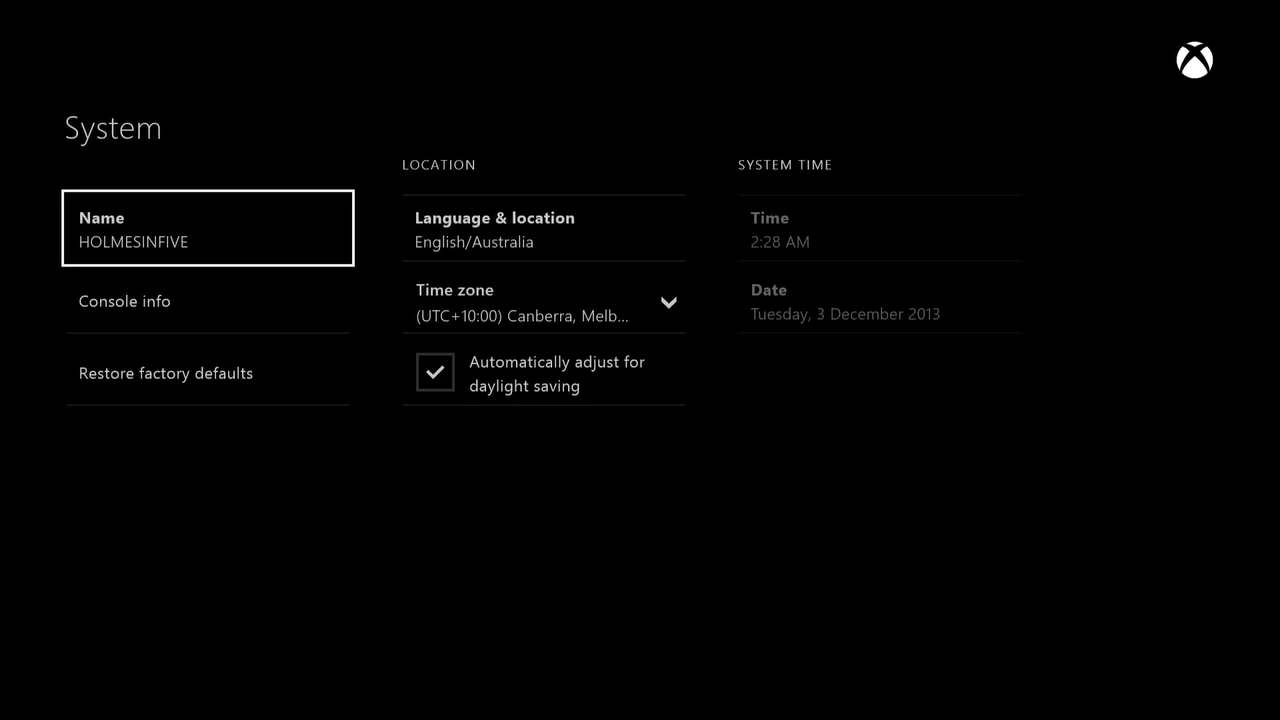 System
Name
HOLMESINFIVE
Console info
Restore factory defaults
LOCATION
Language & location
English/Australia
Time zone
(UTC+10:00) Canberra, Melb...
Automatically adjust for
daylight saving
SYSTEM TIME
Time
2:28 AM
Date
Tuesday, 3 December 2013